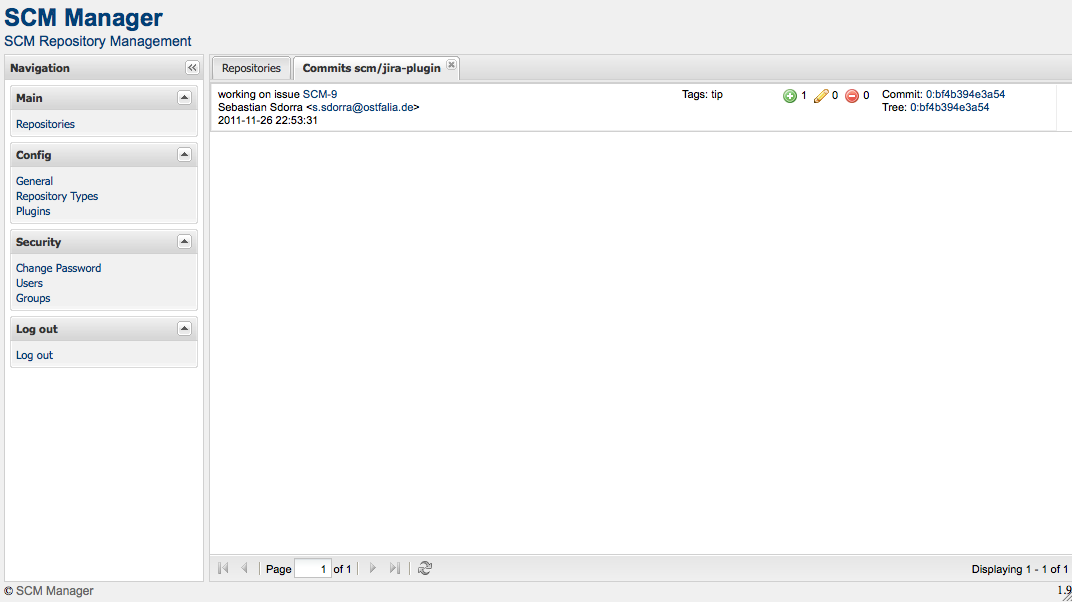 SCM Manager
SCM Repository Management
Navigation
Main
Repositories
Config
General
Repository Types
Plugins
Security
Change Password
Users
Groups
Log out
Log out
Repositories
Commits scm/jira-plugin
working on issue SCM-9
Sebastian Sdorra <s.sdorra@ostfalia.de>
2011-11-26 22:53:31
Tags: tip
1 0 0
Commit: 0:bf4b394e3a54
Tree: 0:bf4b394e3a54
Page 1 of 1
Displaying 1 - 1 of 1
© SCM Manager
1.9